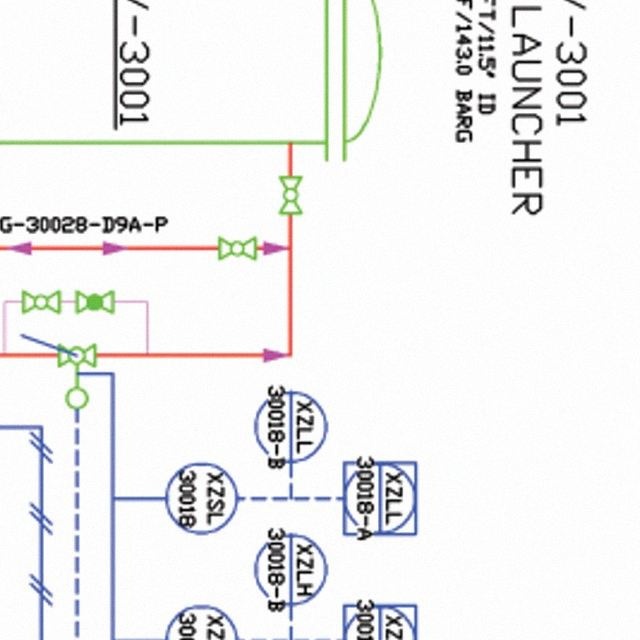 /-3001
LAUNCHER
FT/11.5" ID
F/143.0 BARG
/-3001
G-30028-D9A-P
XZLL
30018-B
XZLL
30018-A
XZSL
30018
XZLH
30018-B